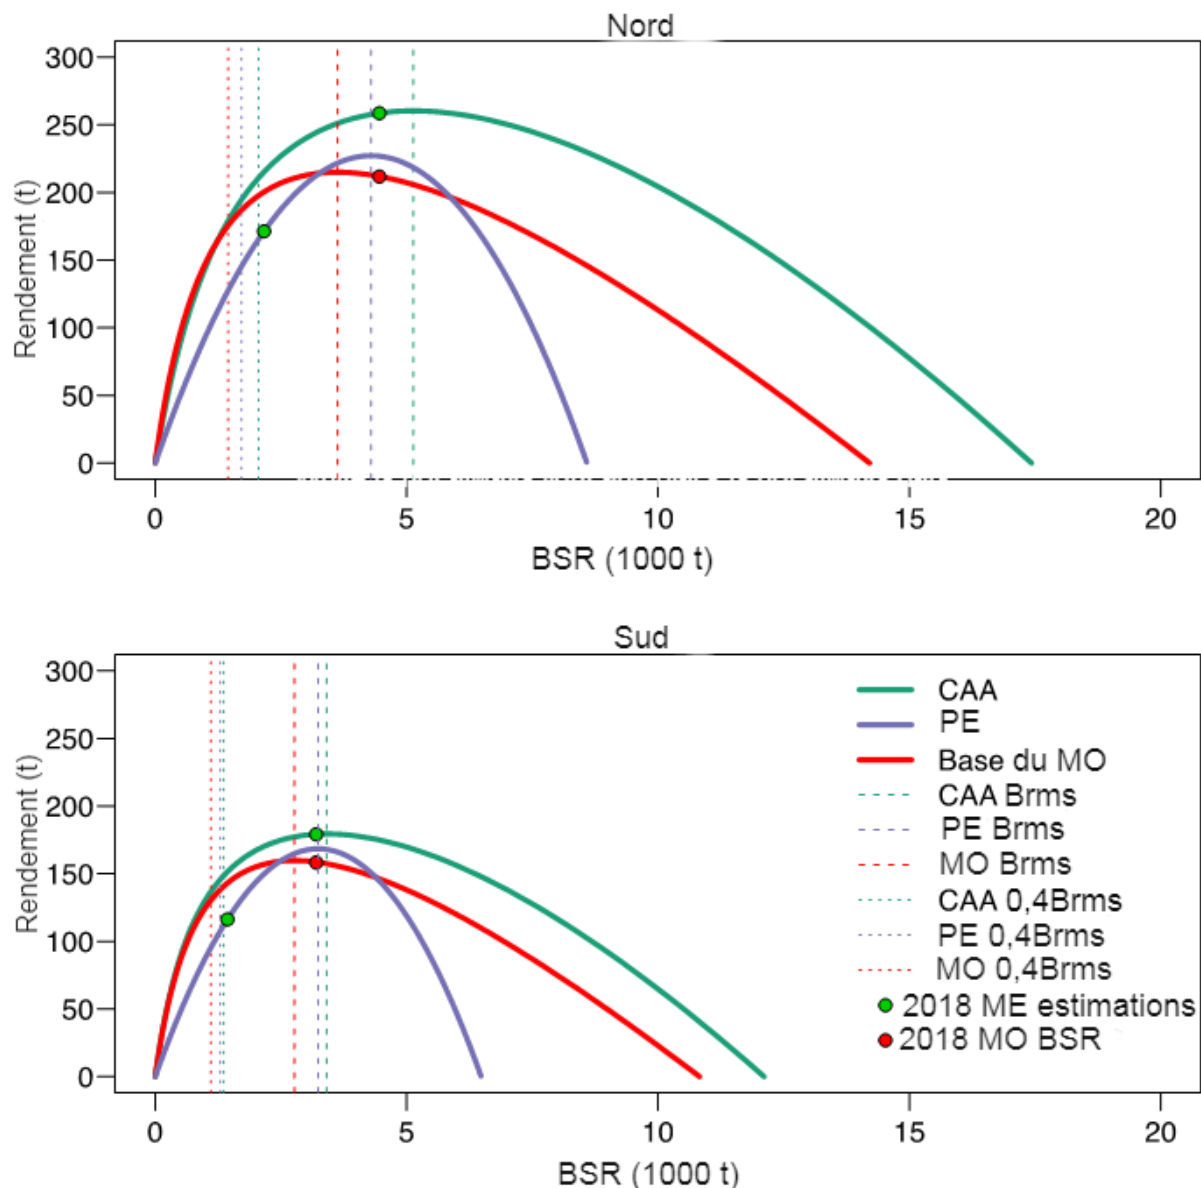 Nord
300
250
200
150
100
50
0
Rendement (t)
0 5 10 15 20
BSR (1000 t)
Sud
300
250
200
150
100
50
0
Rendement (t)
CAA
PE
Base du MO
CAA Brms
PE Brms
MO Brms
CAA 0,4Brms
PE 0,4Brms
MO 0,4Brms
2018 ME estimations
2018 MO BSR
0 5 10 15 20
BSR (1000 t)